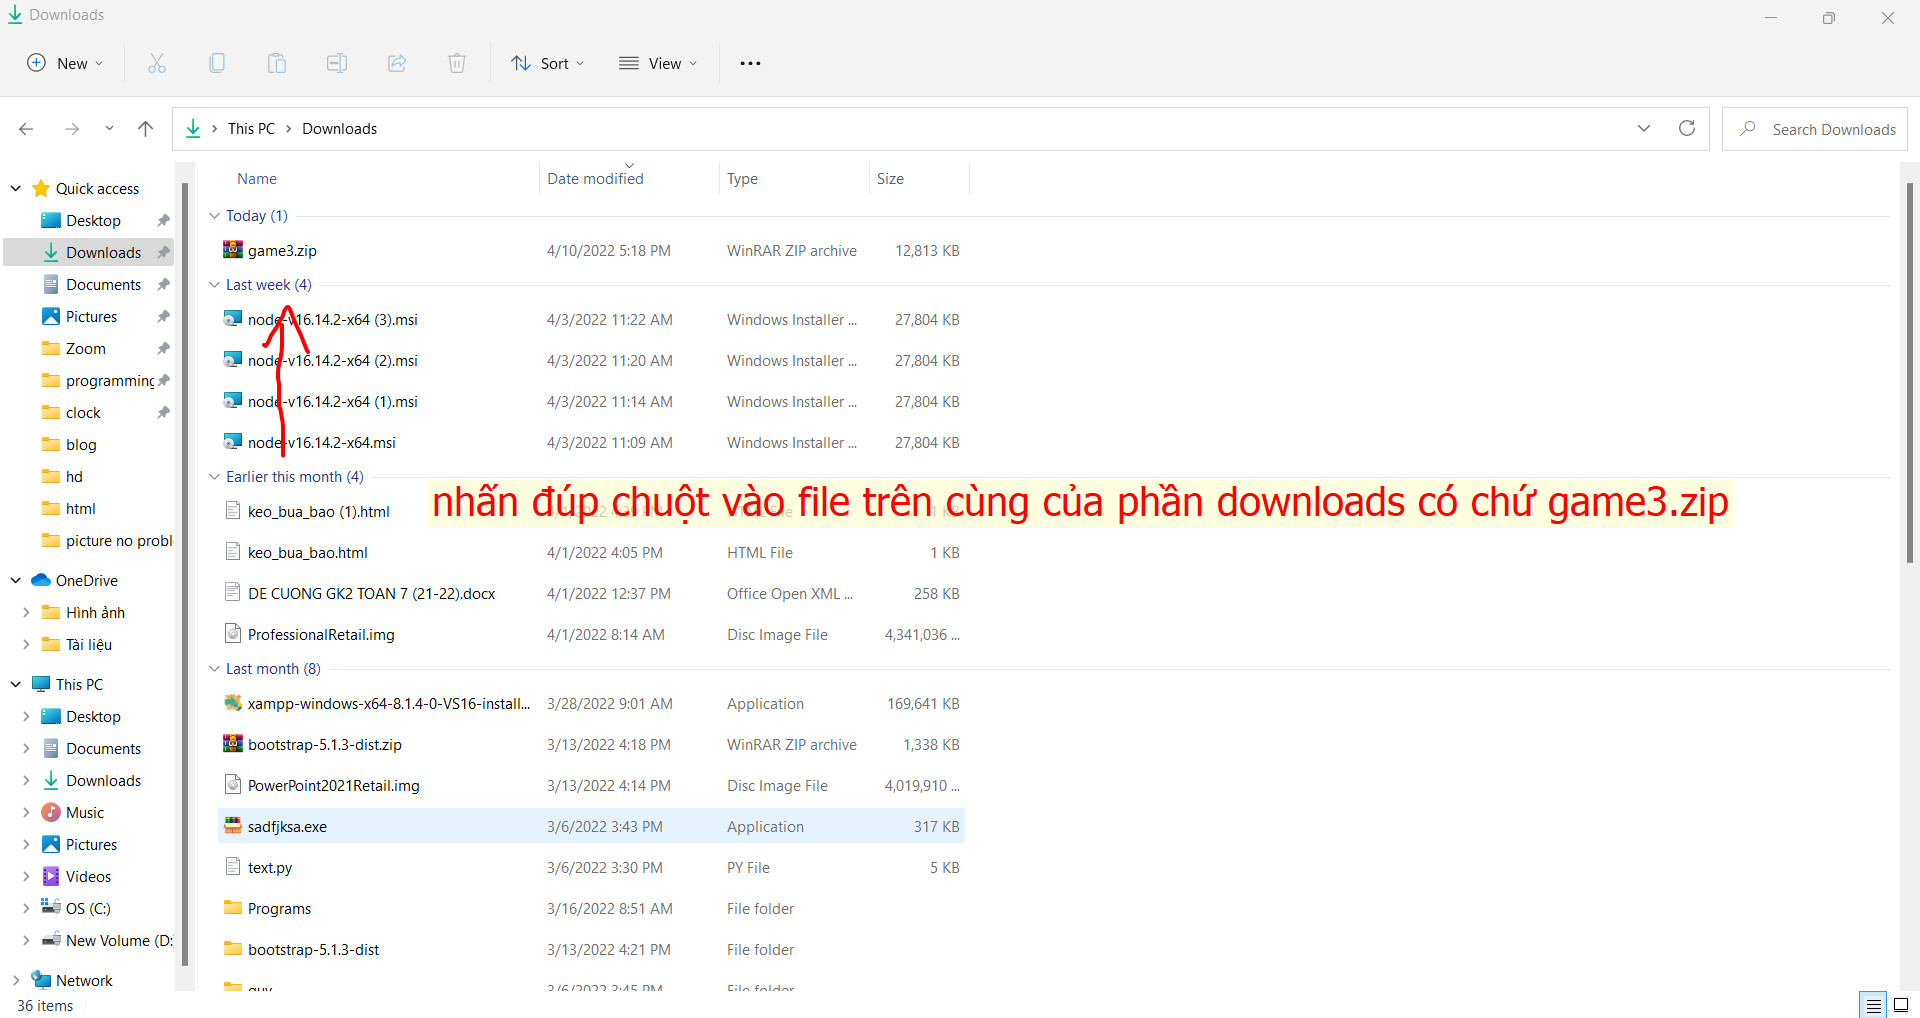 Downloads
New Sort View
This PC Downloads Search Downloads
Name Date modified Type Size
Quick access
Desktop
Downloads
Documents
Pictures
Zoom
programming
clock
blog
hd
html
picture no probl
OneDrive
Hình ảnh
Tài liệu
This PC
Desktop
Documents
Downloads
Music
Pictures
Videos
OS (C:)
New Volume (D:
Network
Today (1)
game3.zip 4/10/2022 5:18 PM WinRAR ZIP archive 12,813 KB
Last week (4)
node-v16.14.2-x64 (3).msi 4/3/2022 11:22 AM Windows Installer ... 27,804 KB
node-v16.14.2-x64 (2).msi 4/3/2022 11:20 AM Windows Installer ... 27,804 KB
node-v16.14.2-x64 (1).msi 4/3/2022 11:14 AM Windows Installer ... 27,804 KB
node-v16.14.2-x64.msi 4/3/2022 11:09 AM Windows Installer ... 27,804 KB
Earlier this month (4)
nhấn đúp chuột vào file trên cùng của phần downloads có chứ game3.zip
keo_bua_bao (1).html
keo_bua_bao.html 4/1/2022 4:05 PM HTML File 1 KB
DE CUONG GK2 TOAN 7 (21-22).docx 4/1/2022 12:37 PM Office Open XML ... 258 KB
ProfessionalRetail.img 4/1/2022 8:14 AM Disc Image File 4,341,036 ...
Last month (8)
xampp-windows-x64-8.1.4-0-VS16-install... 3/28/2022 9:01 AM Application 169,641 KB
bootstrap-5.1.3-dist.zip 3/13/2022 4:18 PM WinRAR ZIP archive 1,338 KB
PowerPoint2021Retail.img 3/13/2022 4:14 PM Disc Image File 4,019,910 ...
sadfjksa.exe 3/6/2022 3:43 PM Application 317 KB
text.py 3/6/2022 3:30 PM PY File 5 KB
Programs 3/16/2022 8:51 AM File folder
bootstrap-5.1.3-dist 3/13/2022 4:21 PM File folder
3/6/2022 3:45 PM File folder
36 items